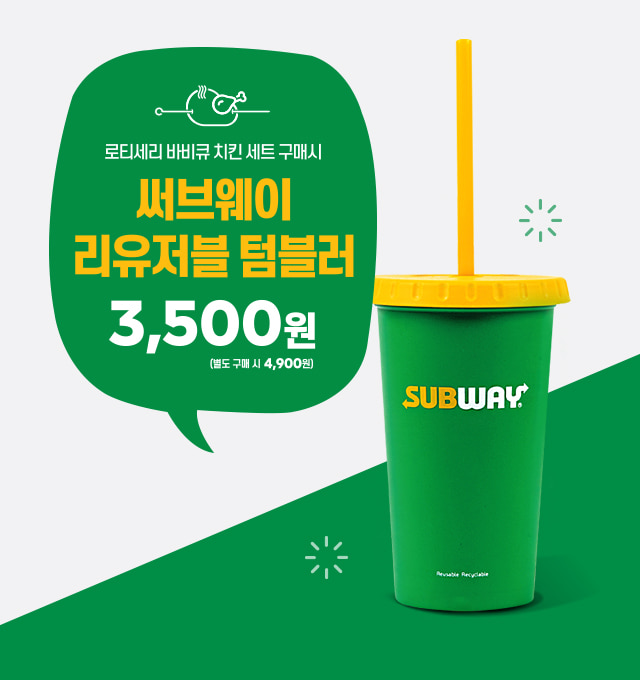 로티세리 바비큐 치킨 세트 구매시
써브웨이
리유저블 텀블러
3,500원
(별도 구매 시 4,900원)
SUBWAY®
Reusable Recyclable